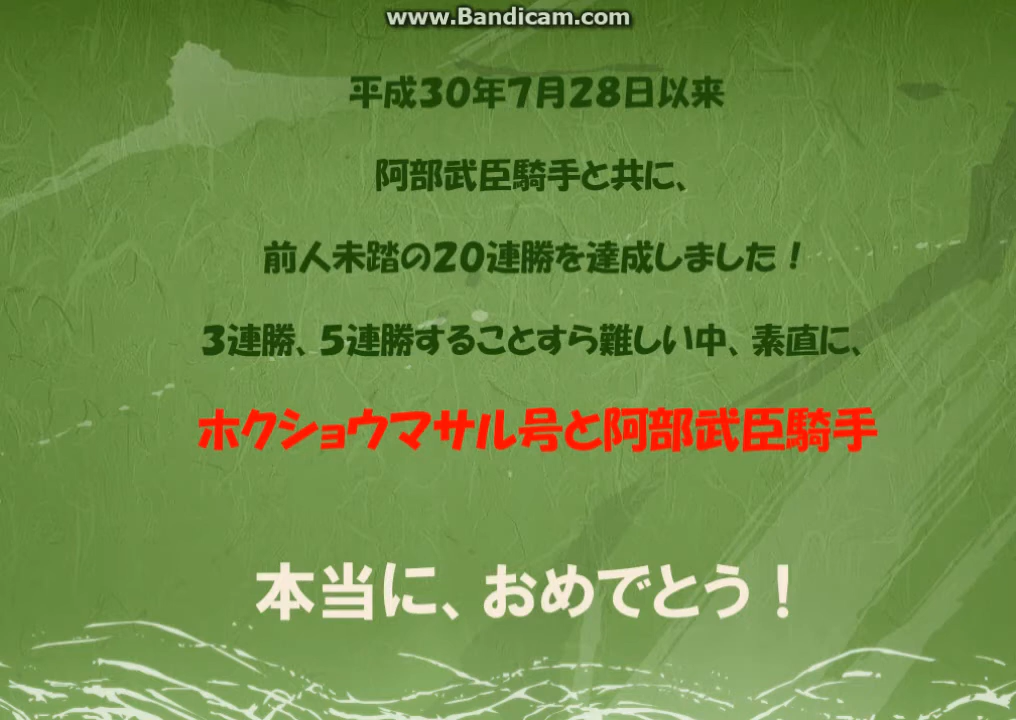 www.Bandicam.com
平成30年7月28日以来
阿部武臣騎手と共に、
前人未踏の20連勝を達成しました！
3連勝、5連勝することすら難しい中、素直に、
ホクショウマサル号と阿部武臣騎手
本当に、おめでとう！